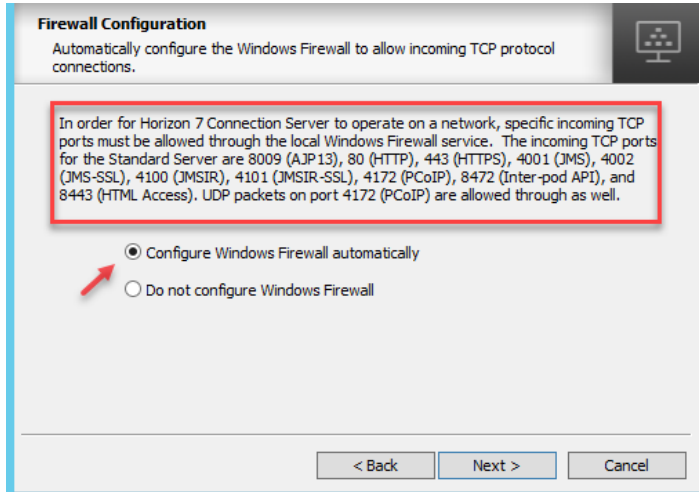 Firewall Configuration
Automatically configure the Windows Firewall to allow incoming TCP protocol
connections.
In order for Horizon 7 Connection Server to operate on a network, specific incoming TCP
ports must be allowed through the local Windows Firewall service.  The incoming TCP ports
for the Standard Server are 8009 (AJP13), 80 (HTTP), 443 (HTTPS), 4001 (JMS), 4002
(JMS-SSL), 4100 (JMSIR), 4101 (JMSIR-SSL), 4172 (PCoIP), 8472 (Inter-pod API), and
8443 (HTML Access). UDP packets on port 4172 (PCoIP) are allowed through as well.
Configure Windows Firewall automatically
Do not configure Windows Firewall
< Back Next > Cancel